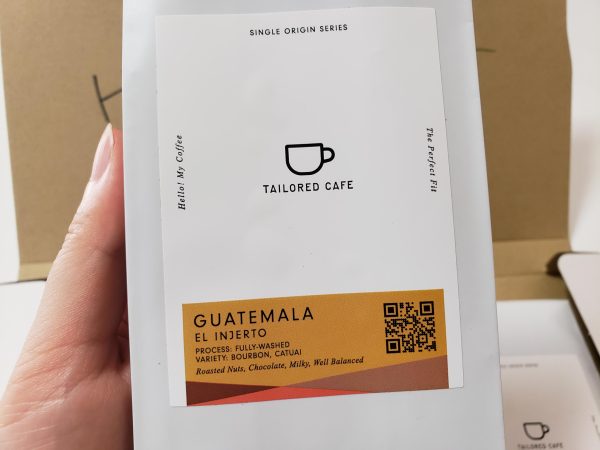 SINGLE ORIGIN SERIES
Hello! My Coffee
The Perfect Fit
TAILORED CAFE
GUATEMALA
EL INJERTO
PROCESS: FULLY-WASHED
VARIETY: BOURBON, CATUAI
Roasted Nuts, Chocolate, Milky, Well Balanced
TAILORED CAFE